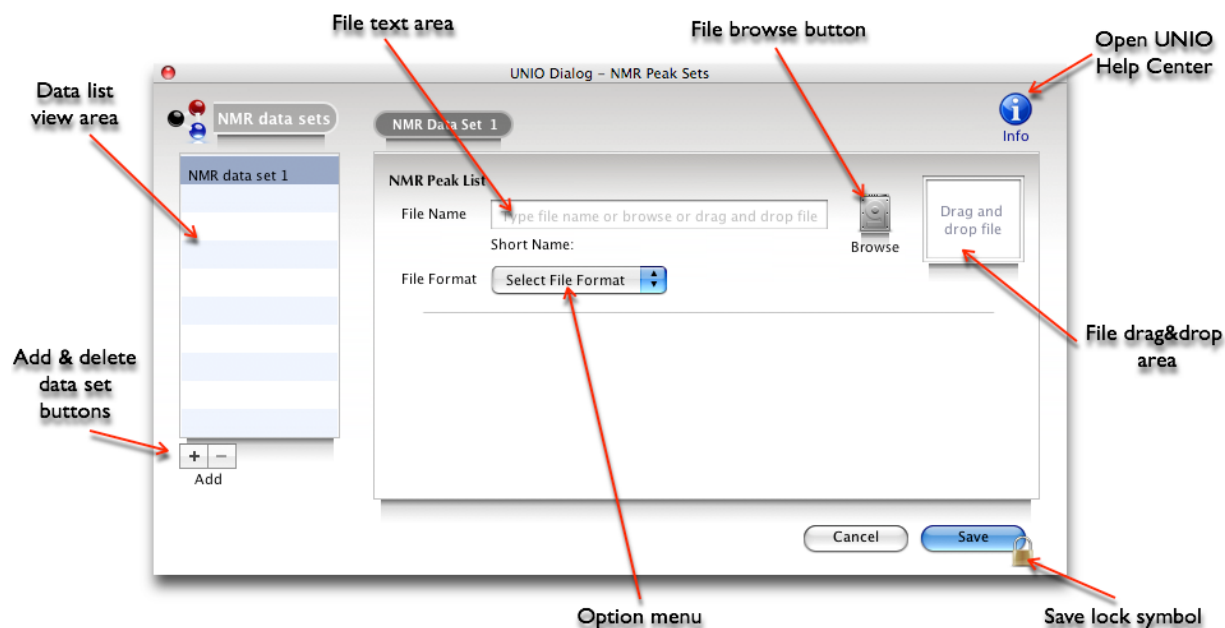 File text area
File browse button
Open UNIO
Help Center
UNIO Dialog – NMR Peak Sets
Data list
view area
NMR data sets
NMR Data Set 1
Info
NMR data set 1
NMR Peak List
File Name
Type file name or browse or drag and drop file
Drag and
drop file
Short Name:
Browse
File Format
Select File Format
File drag&drop
area
Add & delete
data set
buttons
+ −
Add
Cancel
Save
Option menu
Save lock symbol